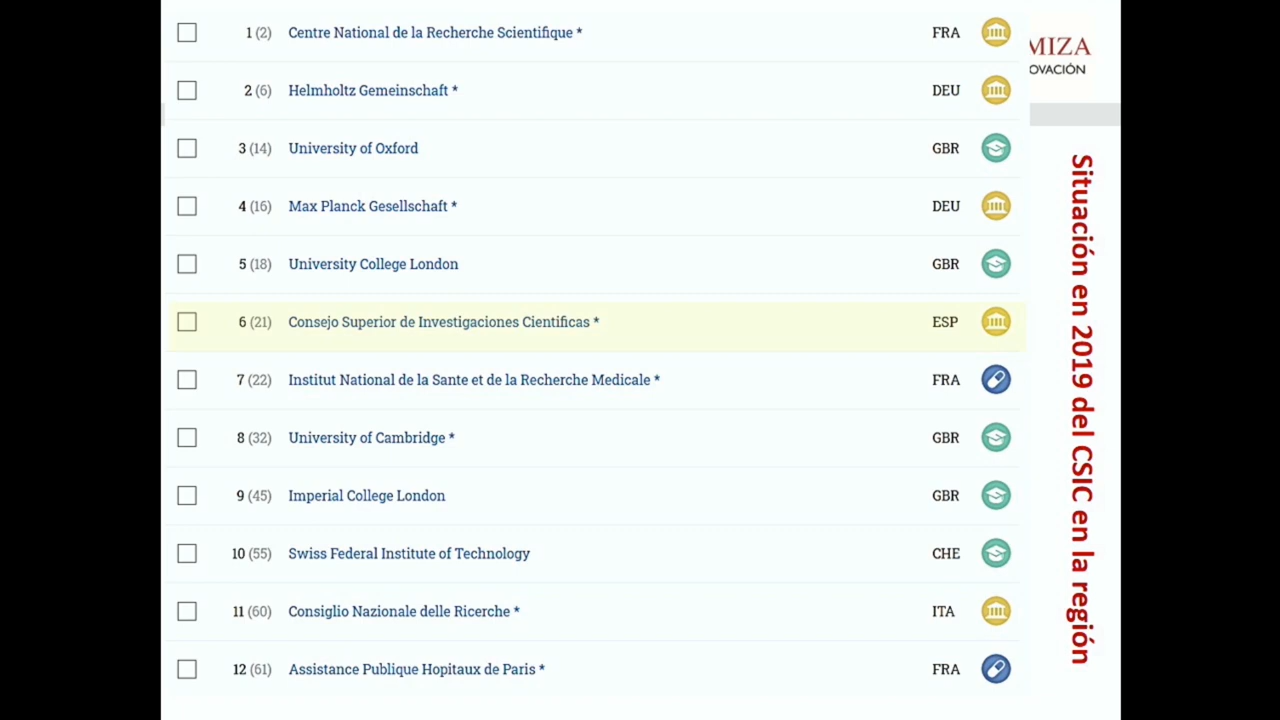 1 (2) Centre National de la Recherche Scientifique * FRA
2 (6) Helmholtz Gemeinschaft * DEU
3 (14) University of Oxford GBR
4 (16) Max Planck Gesellschaft * DEU
5 (18) University College London GBR
6 (21) Consejo Superior de Investigaciones Cientificas * ESP
7 (22) Institut National de la Sante et de la Recherche Medicale * FRA
8 (32) University of Cambridge * GBR
9 (45) Imperial College London GBR
10 (55) Swiss Federal Institute of Technology CHE
11 (60) Consiglio Nazionale delle Ricerche * ITA
12 (61) Assistance Publique Hopitaux de Paris * FRA
MIZA
OVACIÓN
Situación en 2019 del CSIC en la región